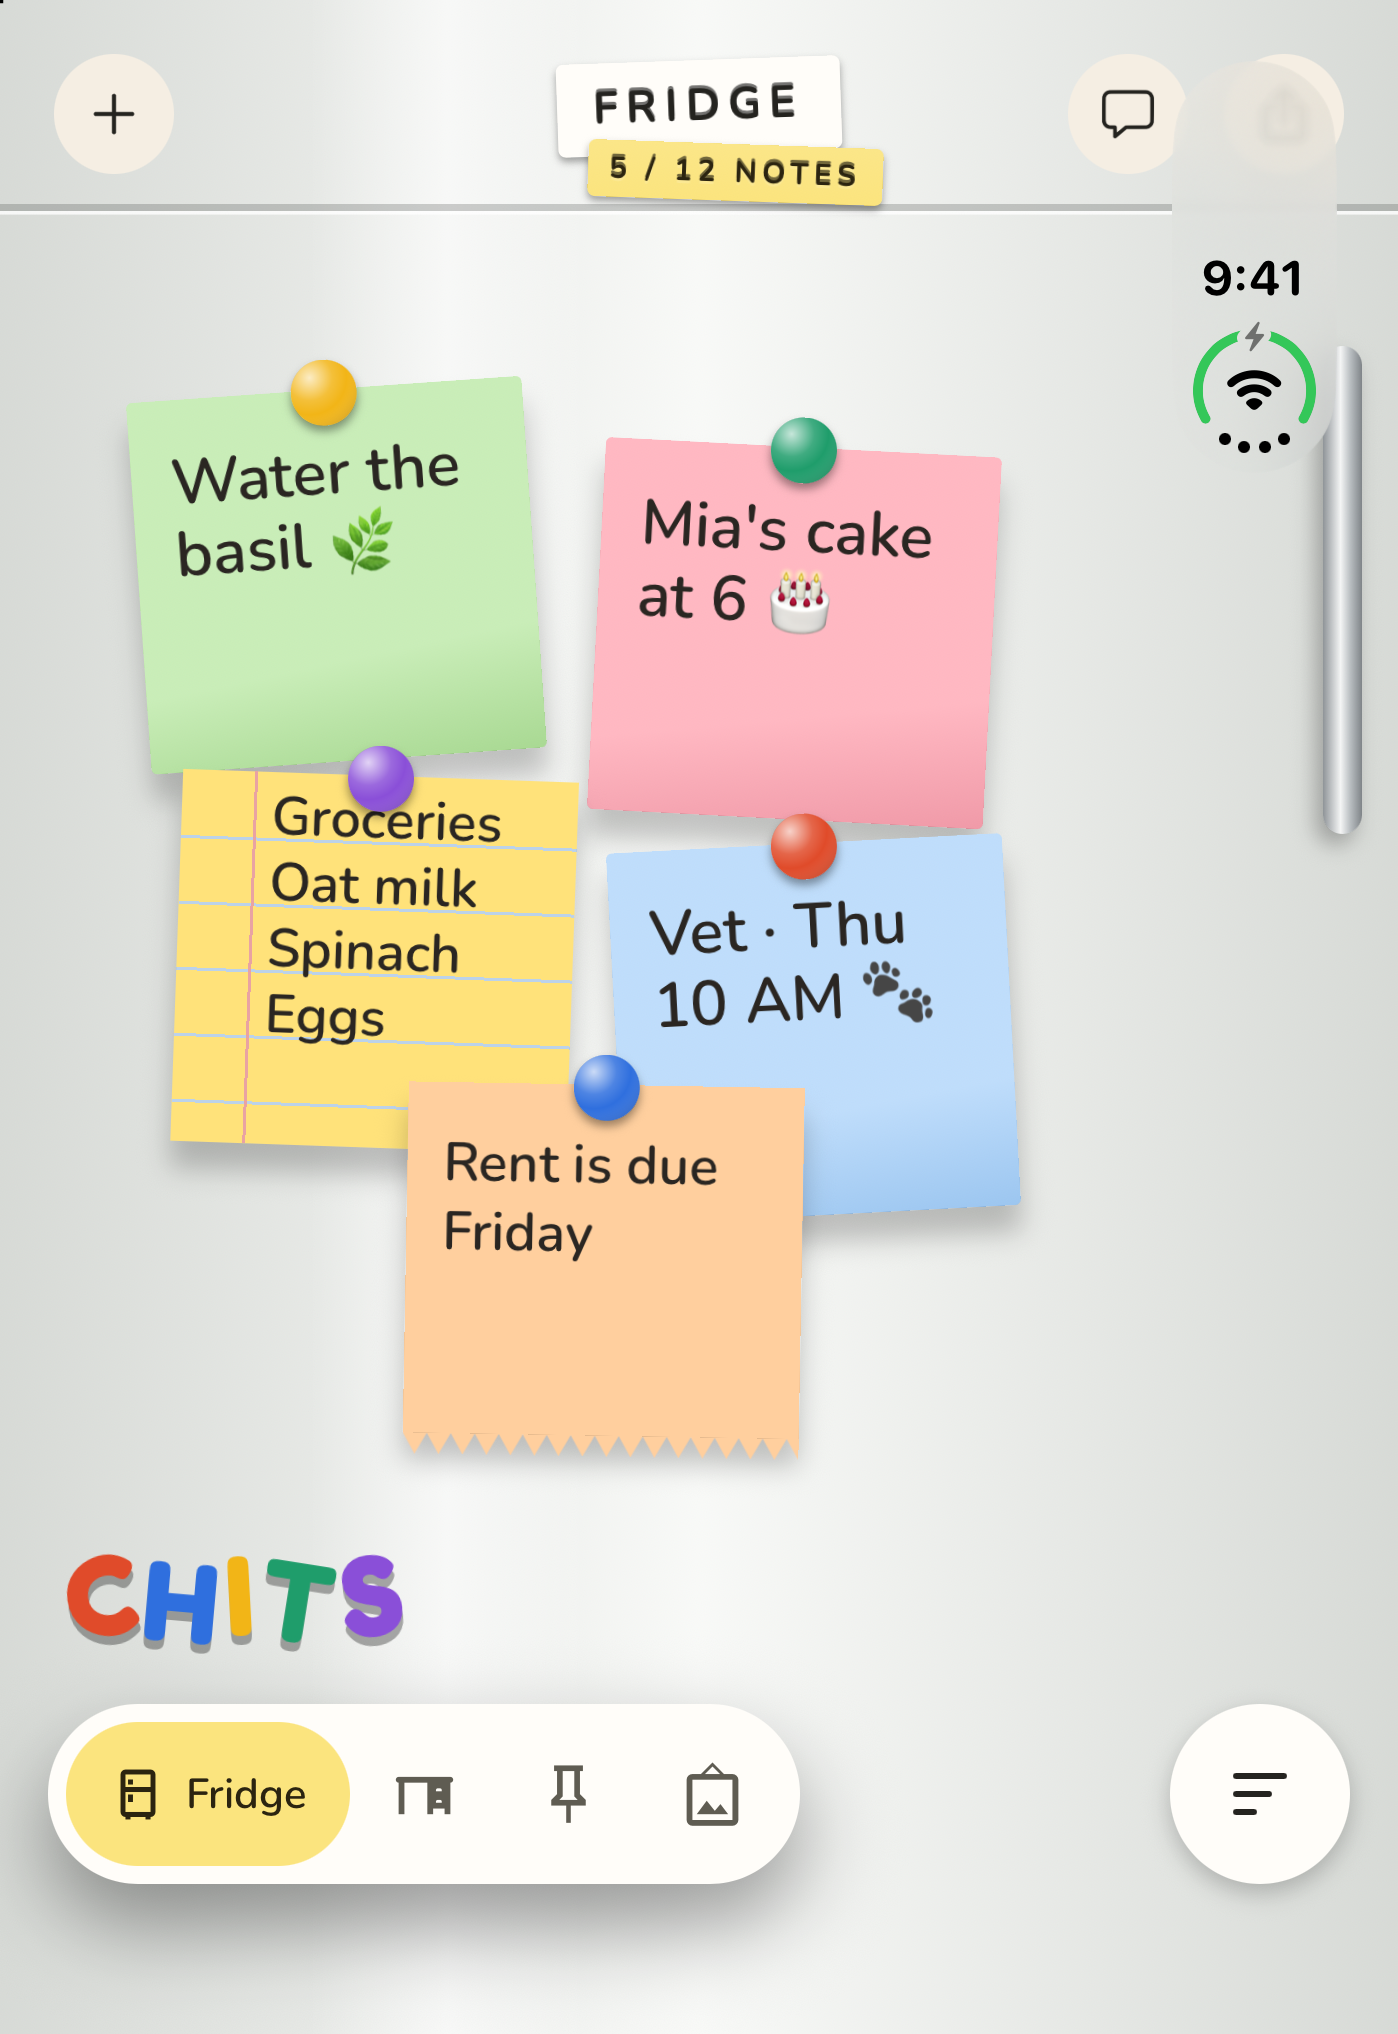 FRIDGE
5 / 12 NOTES
9:41
Water the
basil 🌿
Mia's cake
at 6 🎂
Groceries
Oat milk
Spinach
Eggs
Vet · Thu
10 AM 🐾
Rent is due
Friday
CHITS
Fridge